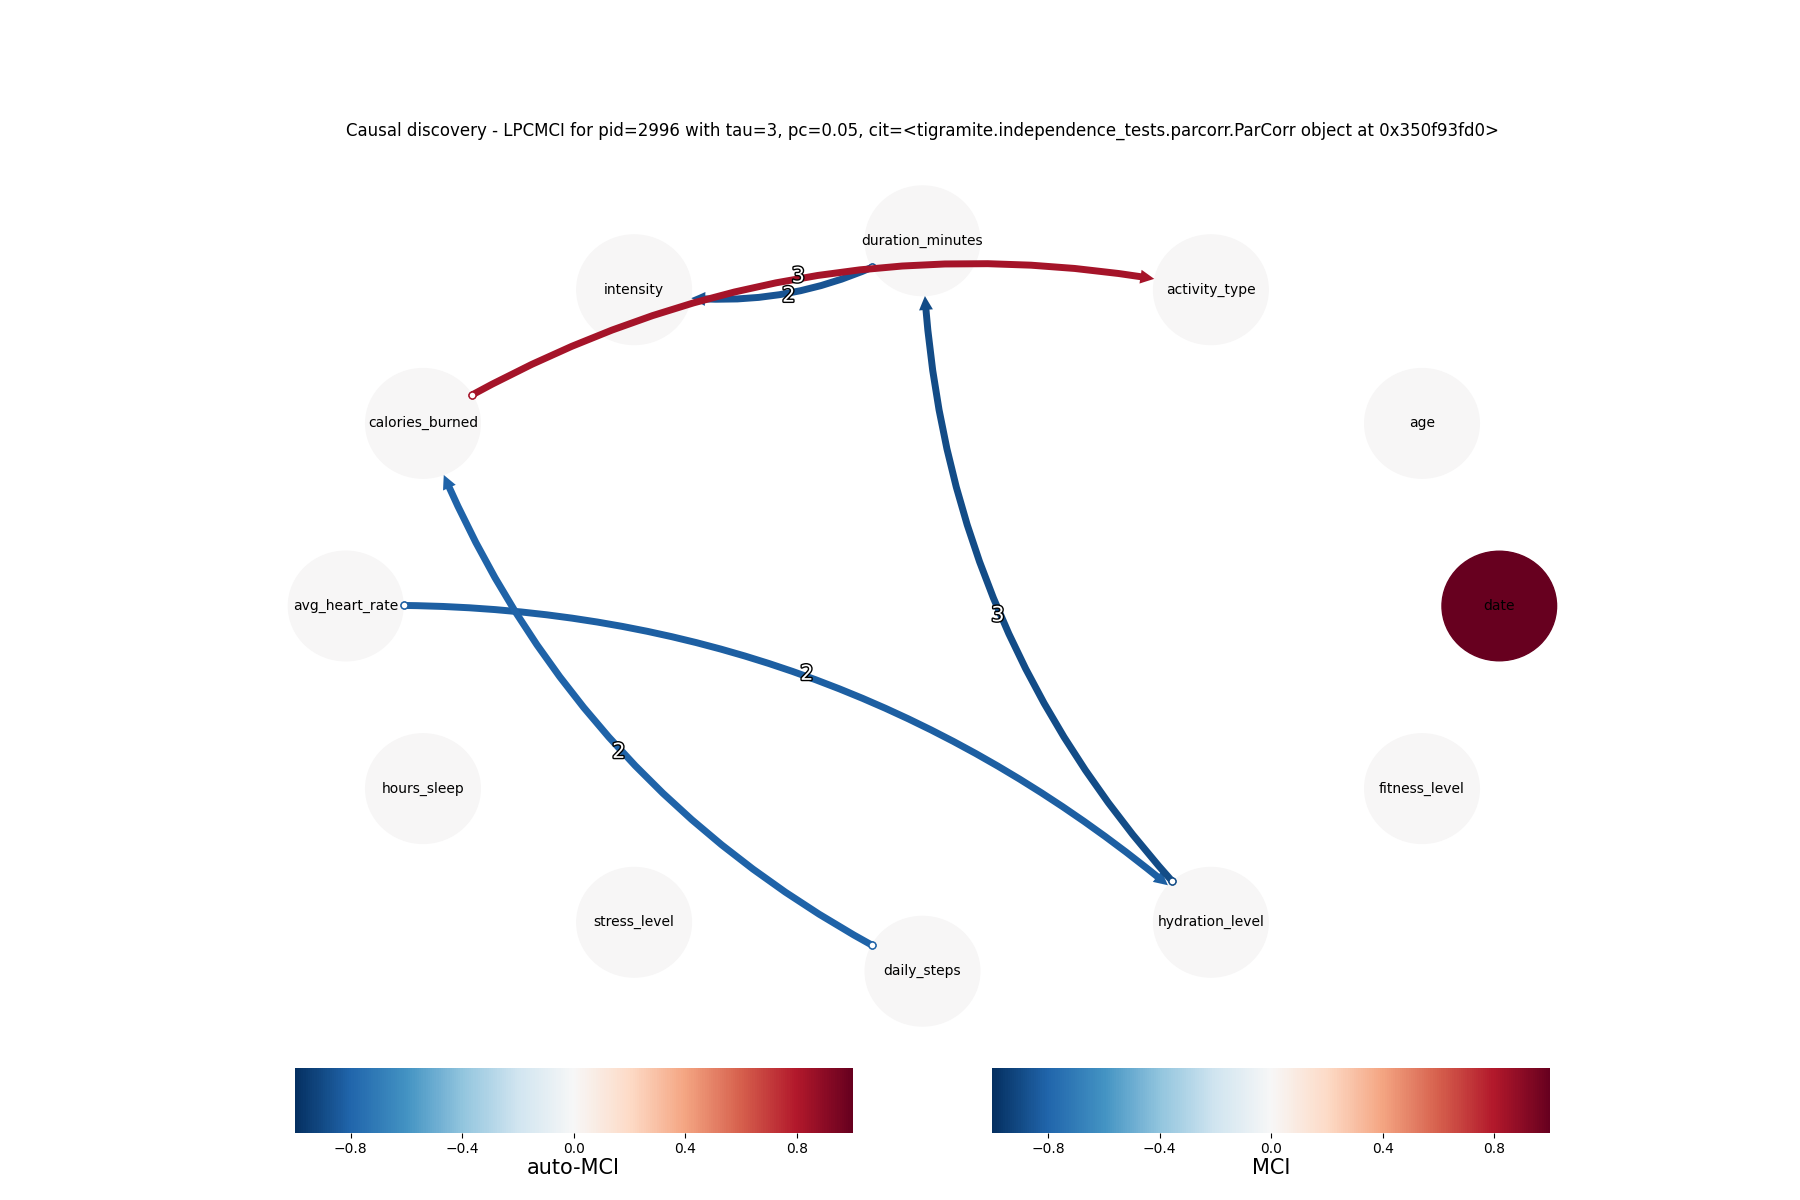 Causal discovery - LPCMCI for pid=2996 with tau=3, pc=0.05, cit=<tigramite.independence_tests.parcorr.ParCorr object at 0x350f93fd0>
duration_minutes
intensity
activity_type
3
2
calories_burned
age
avg_heart_rate
date
3
2
2
hours_sleep
fitness_level
stress_level
hydration_level
daily_steps
−0.8 −0.4 0.0 0.4 0.8
auto-MCI
−0.8 −0.4 0.0 0.4 0.8
MCI